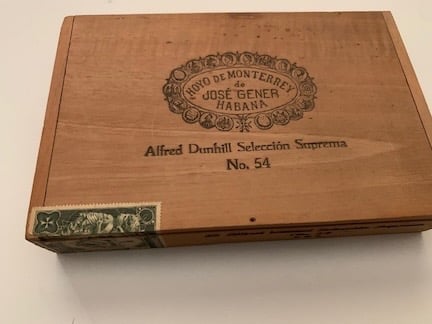 HOYO DE MONTERREY
de
JOSÉ GENER
HABANA
Alfred Dunhill Selección Suprema
No. 54